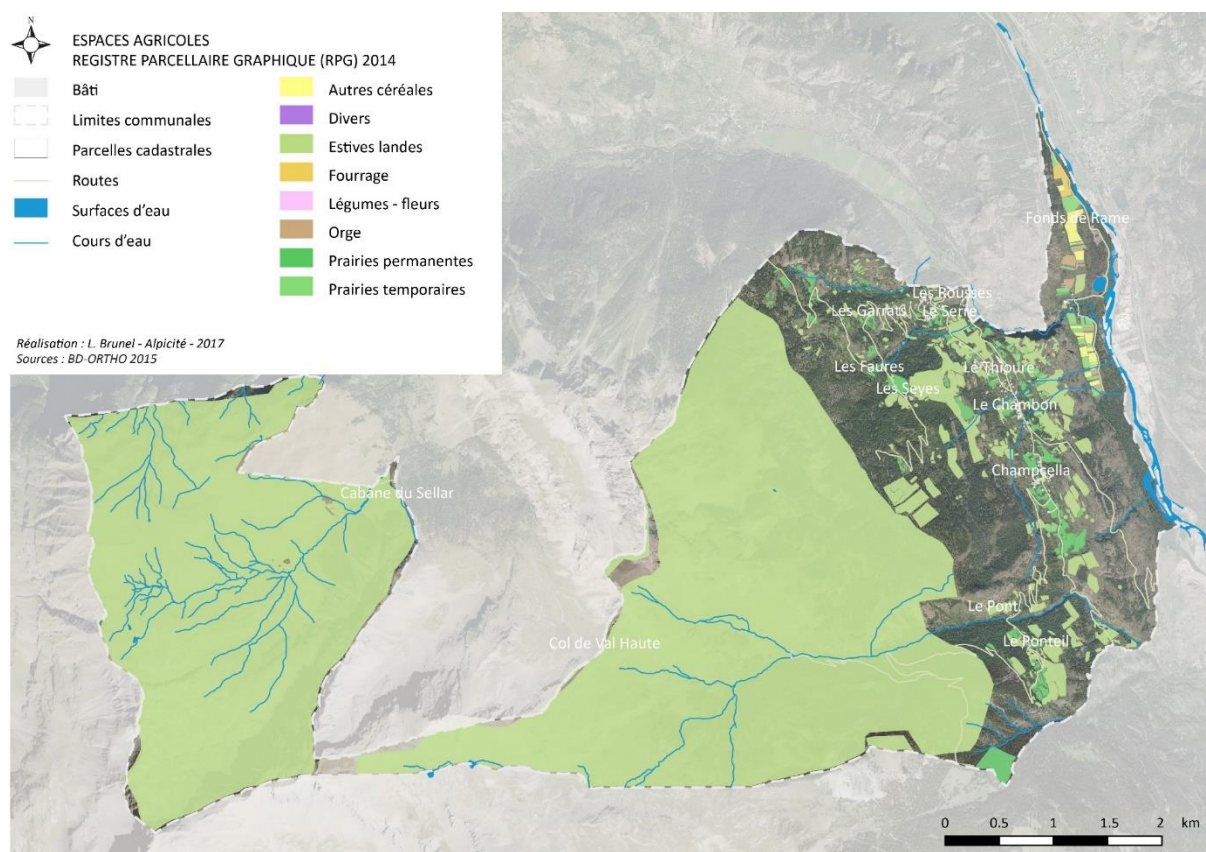 N
ESPACES AGRICOLES
REGISTRE PARCELLAIRE GRAPHIQUE (RPG) 2014
Bâti
Limites communales
Parcelles cadastrales
Routes
Surfaces d'eau
Cours d'eau
Autres céréales
Divers
Estives landes
Fourrage
Légumes - fleurs
Orge
Prairies permanentes
Prairies temporaires
Réalisation : L. Brunel - Alpicité - 2017
Sources : BD-ORTHO 2015
Fonds de Rame
Les Rousses
Les Garrats
Le Serre
Les Faures
Le Thioure
Les Seyes
Le Chambon
Champcella
Cabane du Sellar
Le Pont
Col de Val Haute
Le Ponteil
0 0.5 1 1.5 2 km